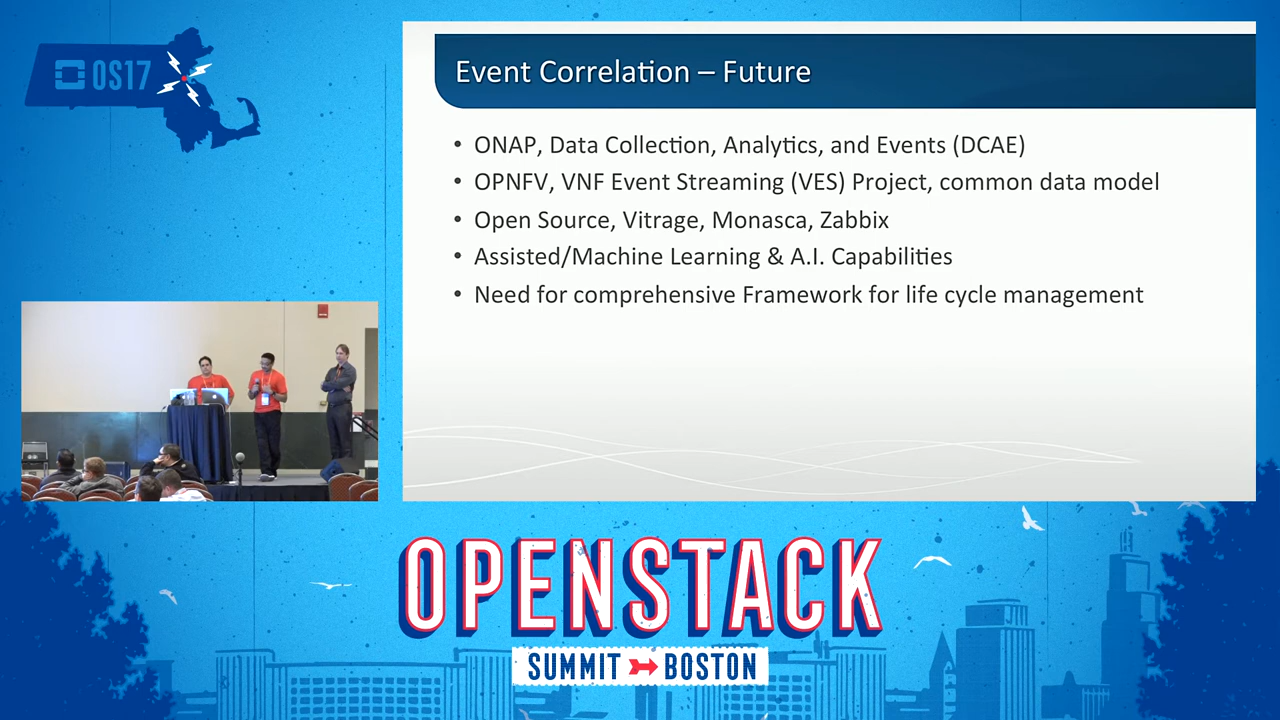 OS17
Event Correlation – Future
• ONAP, Data Collection, Analytics, and Events (DCAE)
• OPNFV, VNF Event Streaming (VES) Project, common data model
• Open Source, Vitrage, Monasca, Zabbix
• Assisted/Machine Learning & A.I. Capabilities
• Need for comprehensive Framework for life cycle management
OPENSTACK
SUMMIT BOSTON